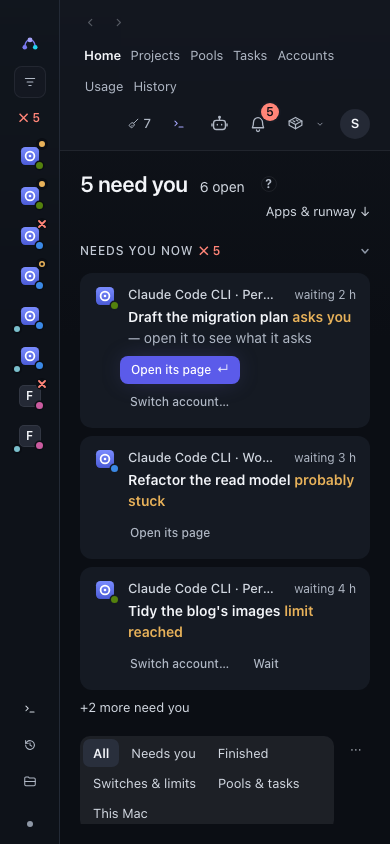 Home Projects Pools Tasks Accounts
Usage History
5
7
5
S
5 need you 6 open ?
Apps & runway ↓
NEEDS YOU NOW 5
Claude Code CLI · Per... waiting 2 h
Draft the migration plan asks you
— open it to see what it asks
Open its page ↵
Switch account...
Claude Code CLI · Wo... waiting 3 h
Refactor the read model probably
stuck
Open its page
Claude Code CLI · Per... waiting 4 h
Tidy the blog's images limit
reached
Switch account... Wait
F
F
+2 more need you
All Needs you Finished ...
Switches & limits Pools & tasks
This Mac